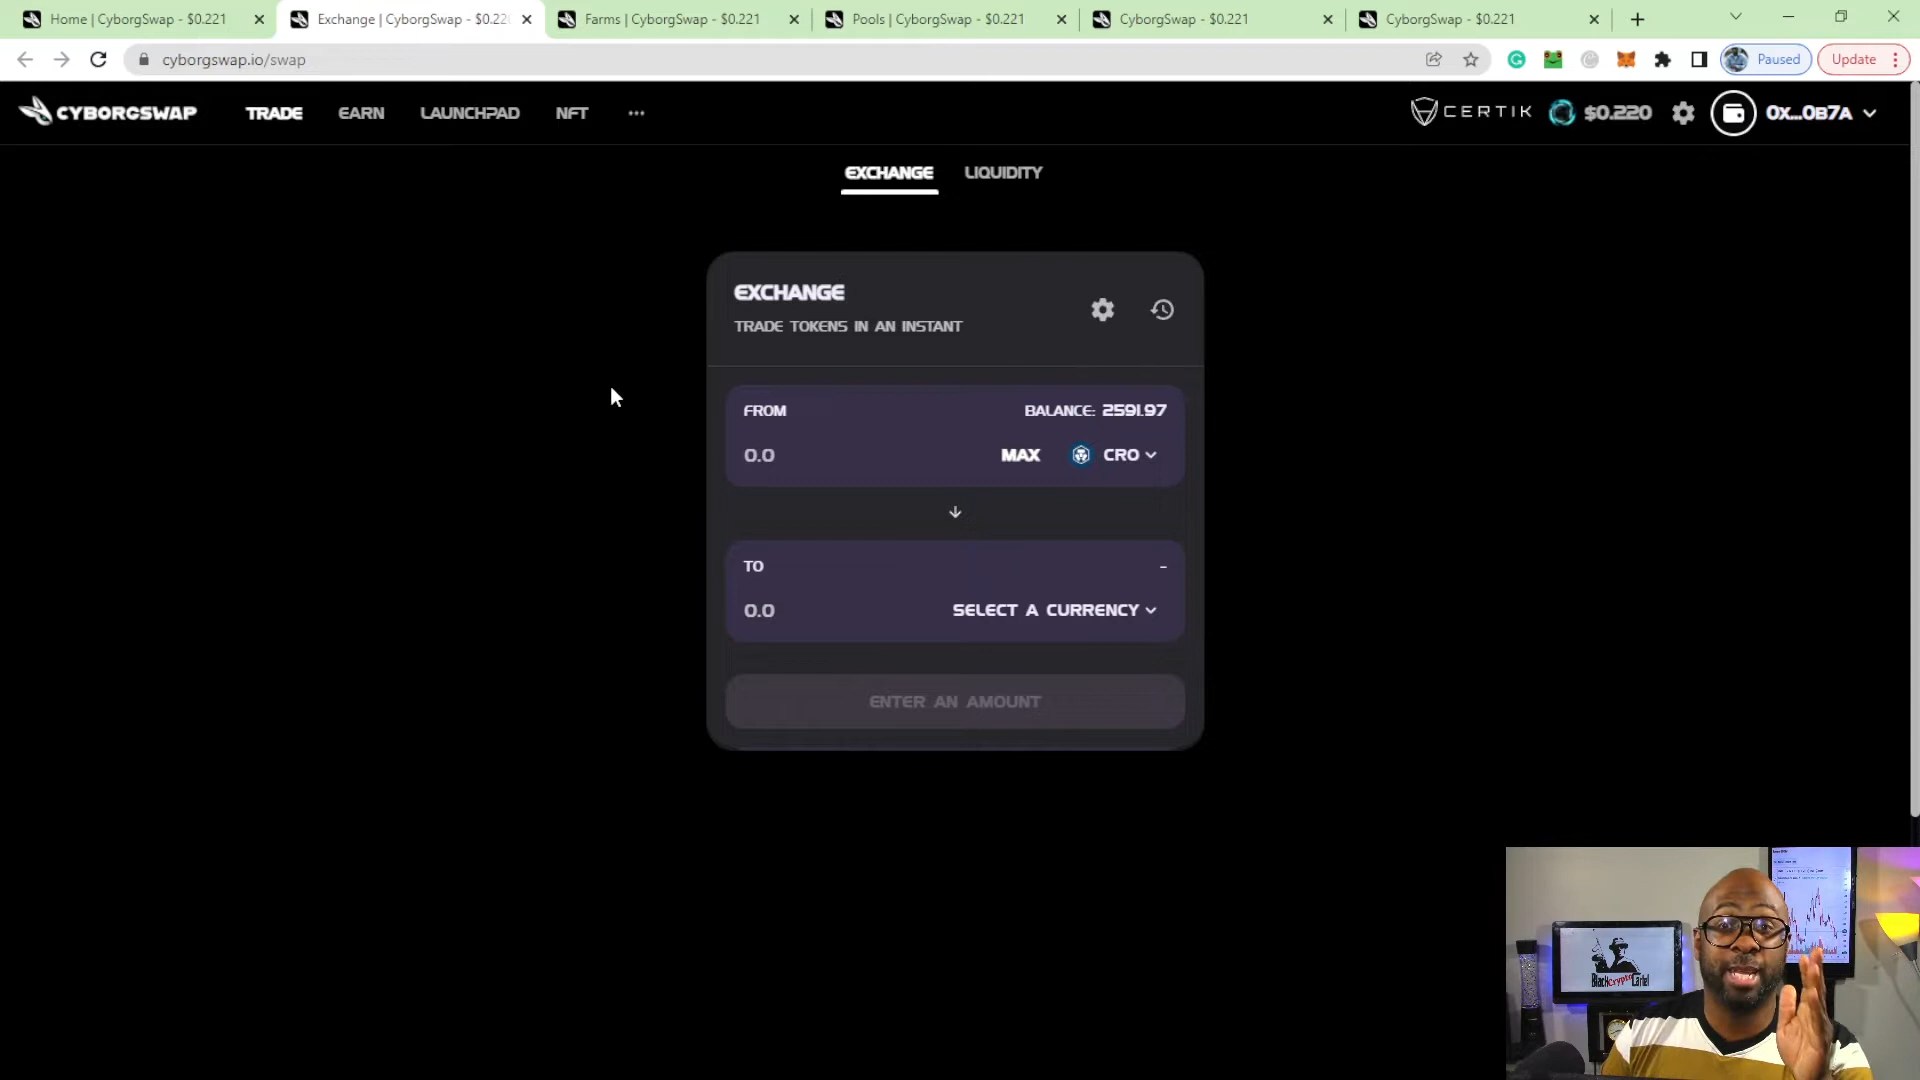 Home | CyborgSwap - $0.221
Exchange | CyborgSwap - $0.22
Farms | CyborgSwap - $0.221
Pools | CyborgSwap - $0.221
CyborgSwap - $0.221
CyborgSwap - $0.221
cyborgswap.io/swap
Paused
Update
CYBORGSWAP
TRADE
EARN
LAUNCHPAD
NFT
CERTIK
$0.220
0X...0B7A
EXCHANGE
LIQUIDITY
EXCHANGE
TRADE TOKENS IN AN INSTANT
FROM
BALANCE: 2591.97
0.0
MAX
CRO
TO
-
0.0
SELECT A CURRENCY
ENTER AN AMOUNT
BlackCryptoCartel